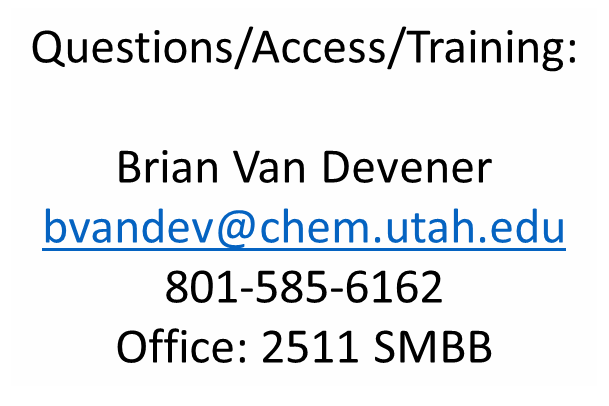 Questions/Access/Training:
Brian Van Devener
bvandev@chem.utah.edu
801-585-6162
Office: 2511 SMBB